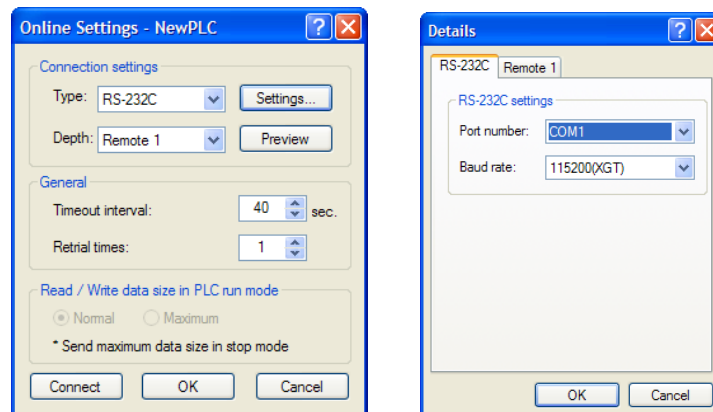 Online Settings - NewPLC
Connection settings
Type: RS-232C Settings...
Depth: Remote 1 Preview
General
Timeout interval: 40 sec.
Retrial times: 1
Read / Write data size in PLC run mode
Normal Maximum
* Send maximum data size in stop mode
Connect OK Cancel
Details
RS-232C Remote 1
RS-232C settings
Port number: COM1
Baud rate: 115200(XGT)
OK Cancel